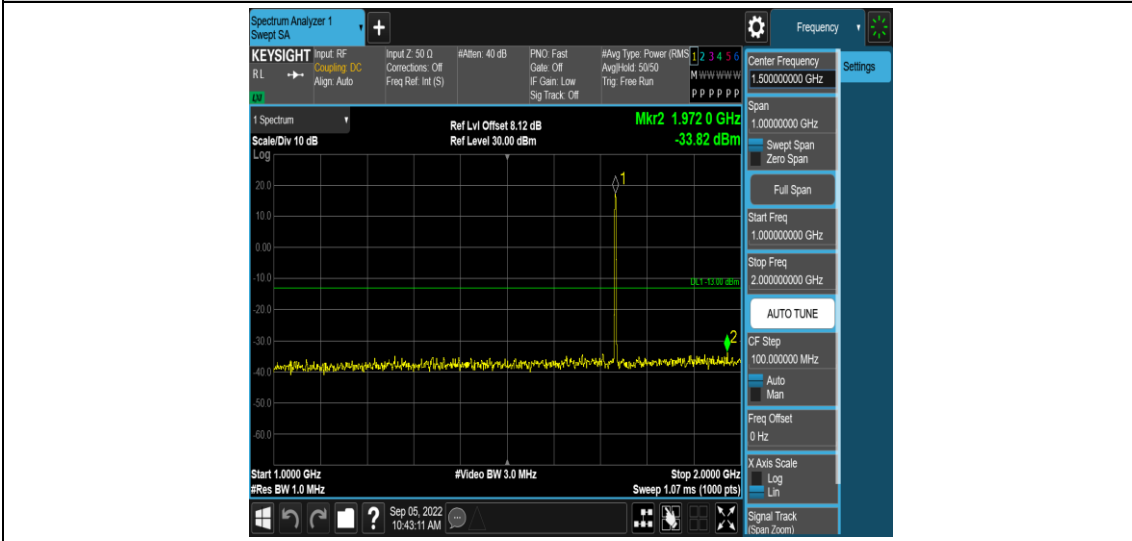 Spectrum Analyzer 1
Swept SA
+
Frequency
KEYSIGHT
RL
Input: RF
Coupling: DC
Align: Auto
Input Z: 50 Ω
Corrections: Off
Freq Ref: Int (S)
#Atten: 40 dB
PNO: Fast
Gate: Off
IF Gain: Low
Sig Track: Off
#Avg Type: Power (RMS
Avg|Hold: 50/50
Trig: Free Run
1 2 3 4 5 6
M W W W W W
P P P P P P
1 Spectrum
Scale/Div 10 dB
Log
Ref Lvl Offset 8.12 dB
Ref Level 30.00 dBm
Mkr2 1.972 0 GHz
-33.82 dBm
20.0
10.0
0.00
-10.0
-20.0
-30.0
-40.0
-50.0
-60.0
1
DL1 -13.00 dBm
2
Start 1.0000 GHz
#Res BW 1.0 MHz
#Video BW 3.0 MHz
Stop 2.0000 GHz
Sweep 1.07 ms (1000 pts)
Center Frequency
1.500000000 GHz
Settings
Span
1.00000000 GHz
Swept Span
Zero Span
Full Span
Start Freq
1.000000000 GHz
Stop Freq
2.000000000 GHz
AUTO TUNE
CF Step
100.000000 MHz
Auto
Man
Freq Offset
0 Hz
X Axis Scale
Log
Lin
Signal Track
(Span Zoom)
?
Sep 05, 2022
10:43:11 AM